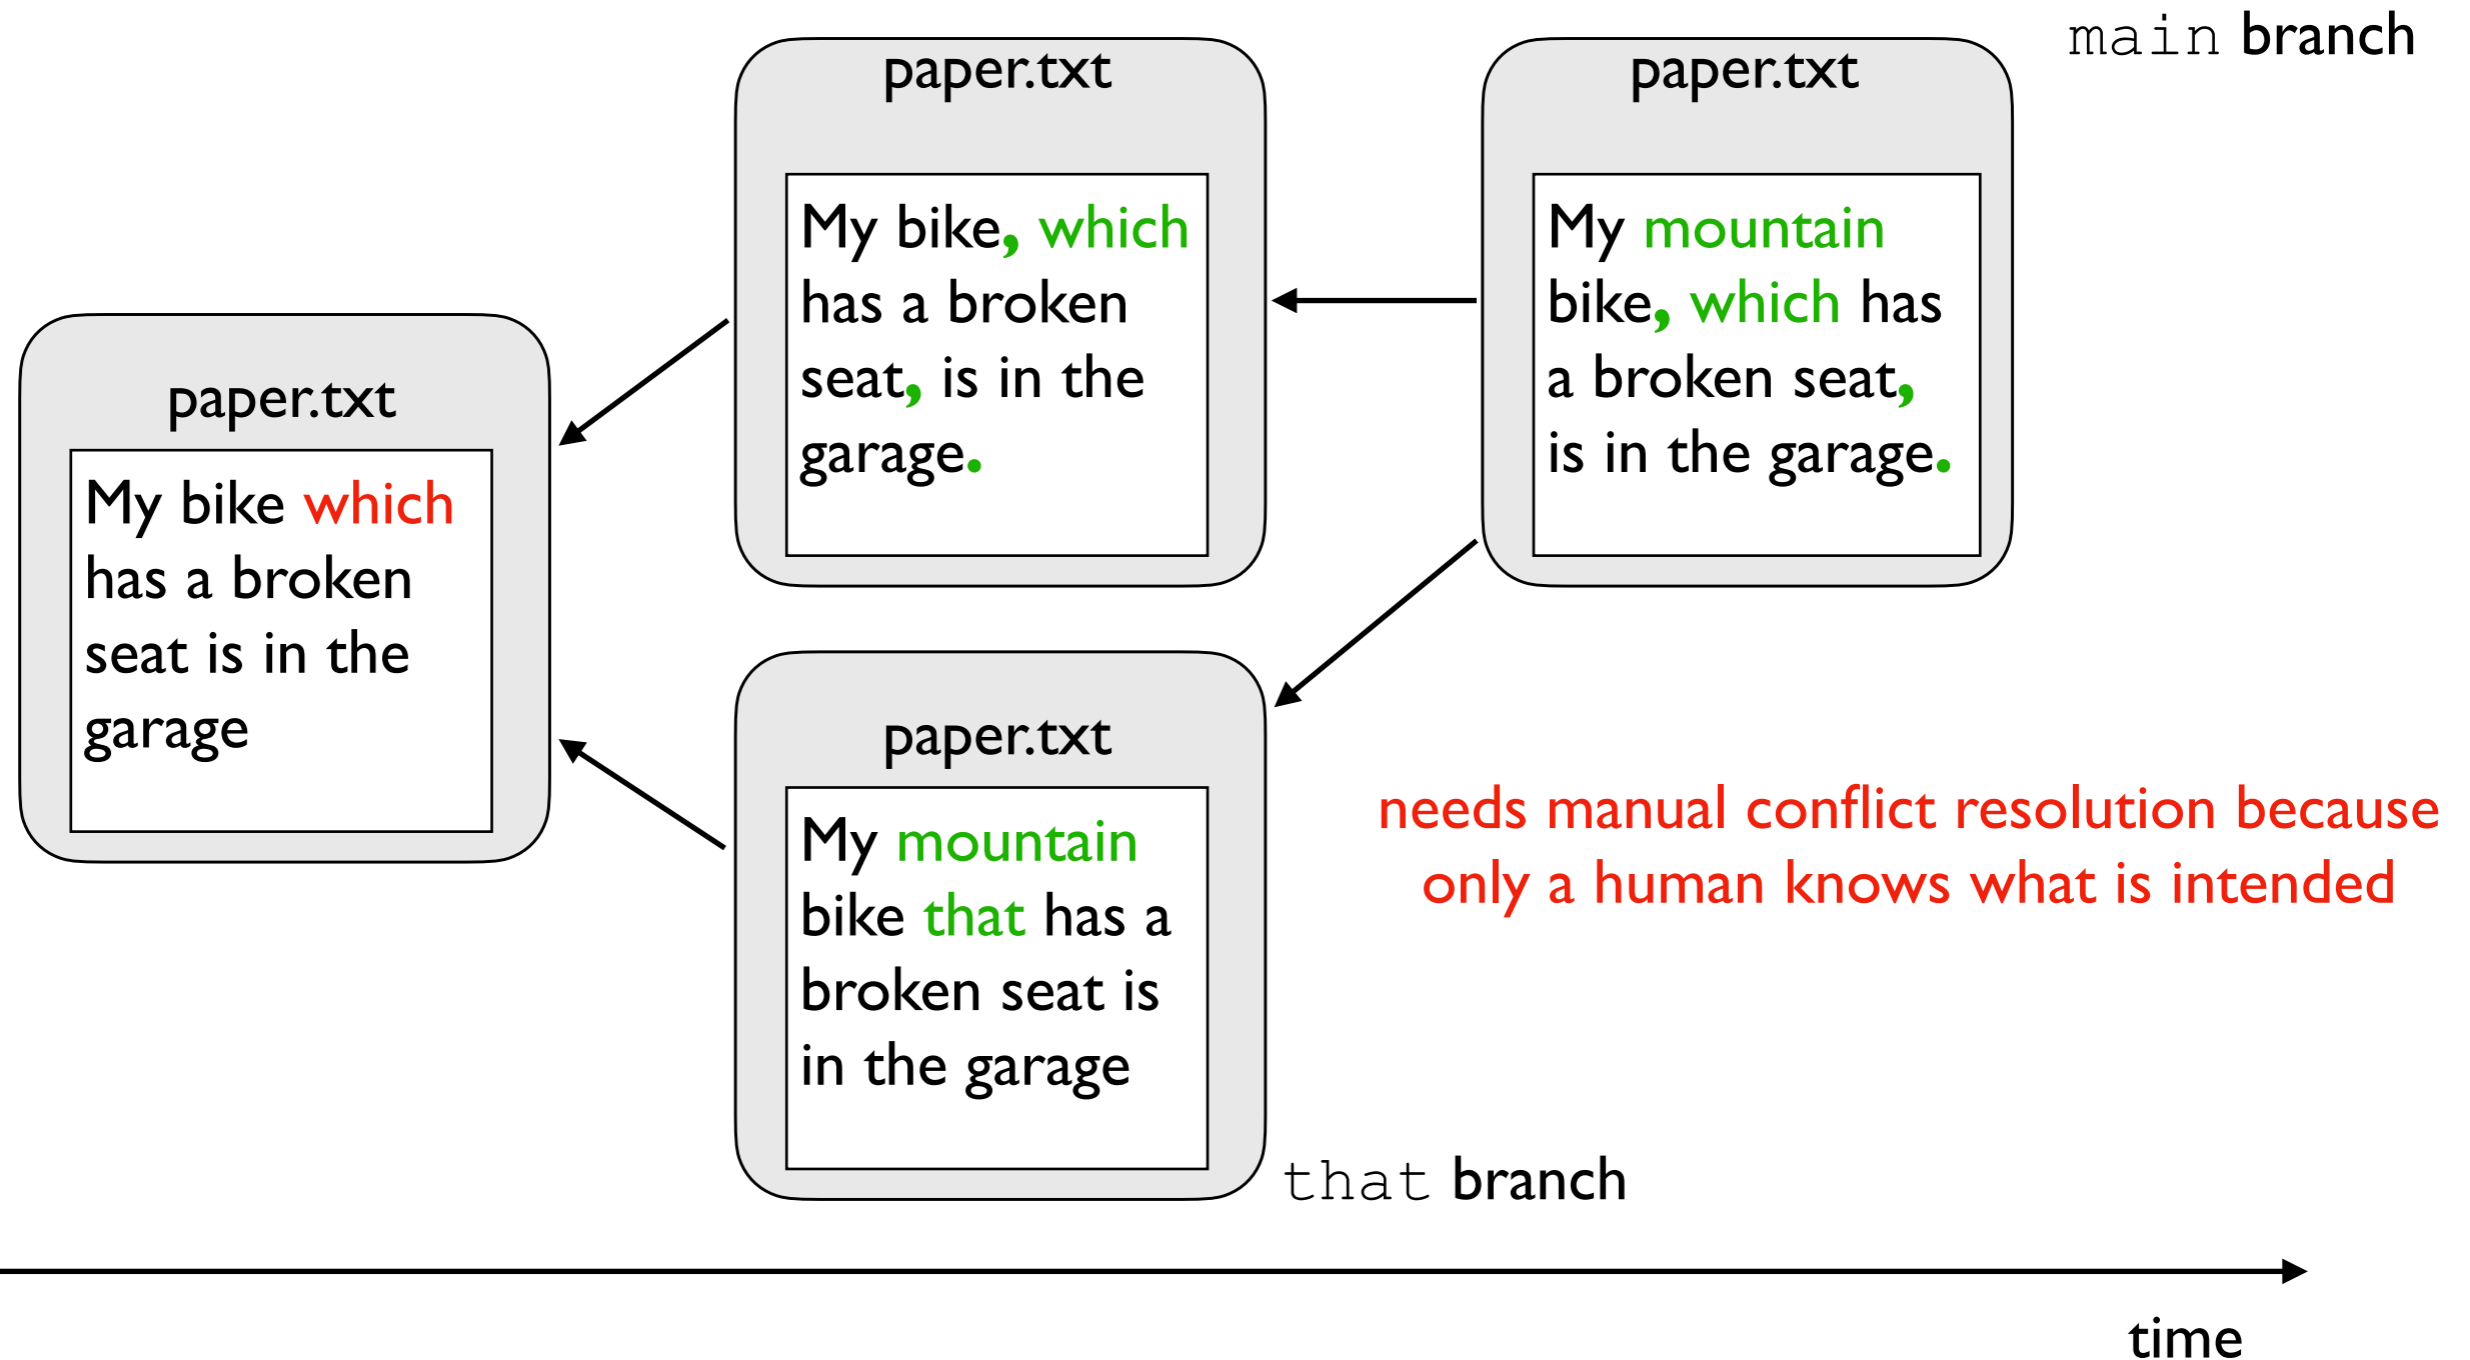 main branch
paper.txt
My bike, which
has a broken
seat, is in the
garage.
paper.txt
My mountain
bike, which has
a broken seat,
is in the garage.
paper.txt
My bike which
has a broken
seat is in the
garage
paper.txt
My mountain
bike that has a
broken seat is
in the garage
needs manual conflict resolution because
only a human knows what is intended
that branch
time